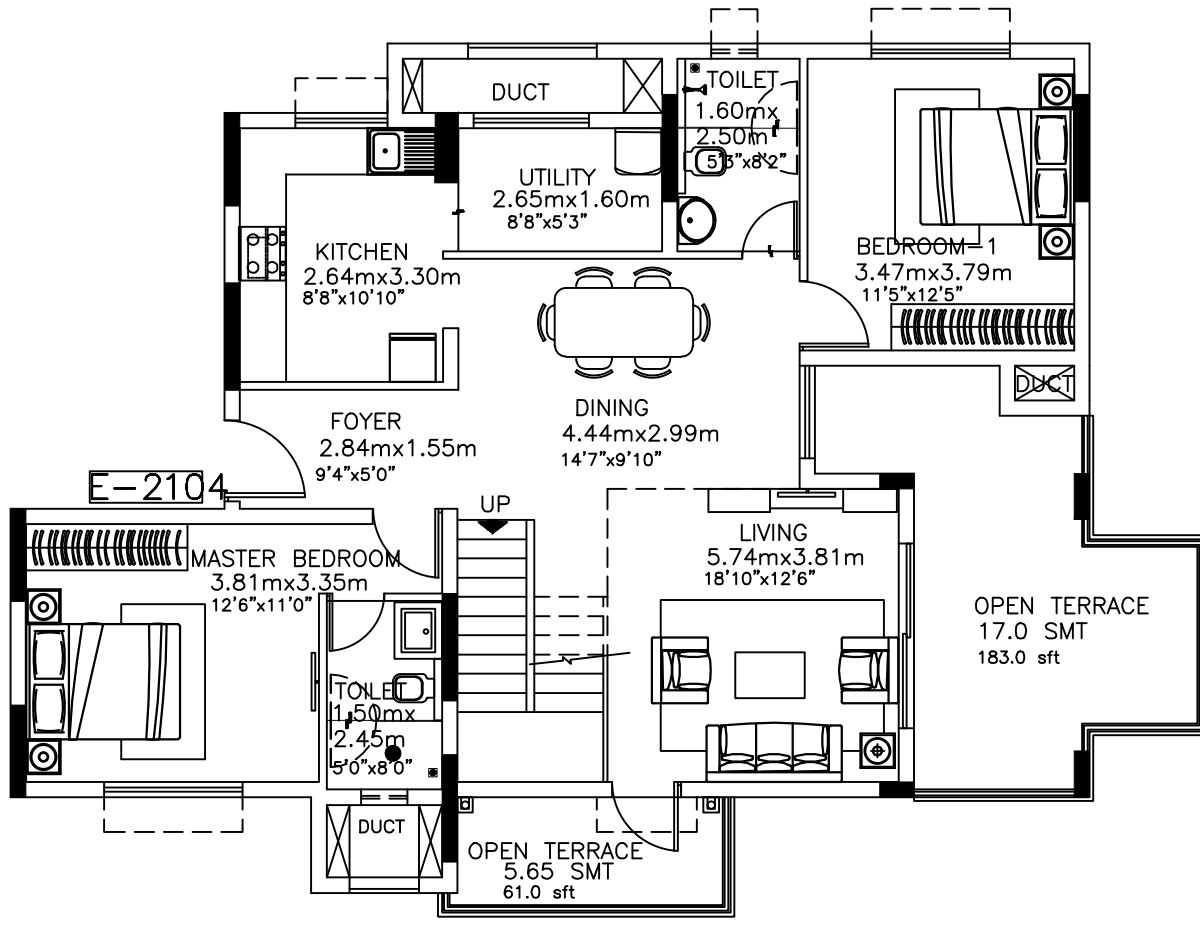 DUCT
TOILET
1.60mx
2.50m
5'3"x8'2"
UTILITY
2.65mx1.60m
8'8"x5'3"
KITCHEN
2.64mx3.30m
8'8"x10'10"
BEDROOM-1
3.47mx3.79m
11'5"x12'5"
DUCT
FOYER
2.84mx1.55m
9'4"x5'0"
DINING
4.44mx2.99m
14'7"x9'10"
E-2104
UP
LIVING
5.74mx3.81m
18'10"x12'6"
MASTER BEDROOM
3.81mx3.35m
12'6"x11'0"
OPEN TERRACE
17.0 SMT
183.0 sft
TOILET
1.50mx
2.45m
5'0"x8'0"
DUCT
OPEN TERRACE
5.65 SMT
61.0 sft